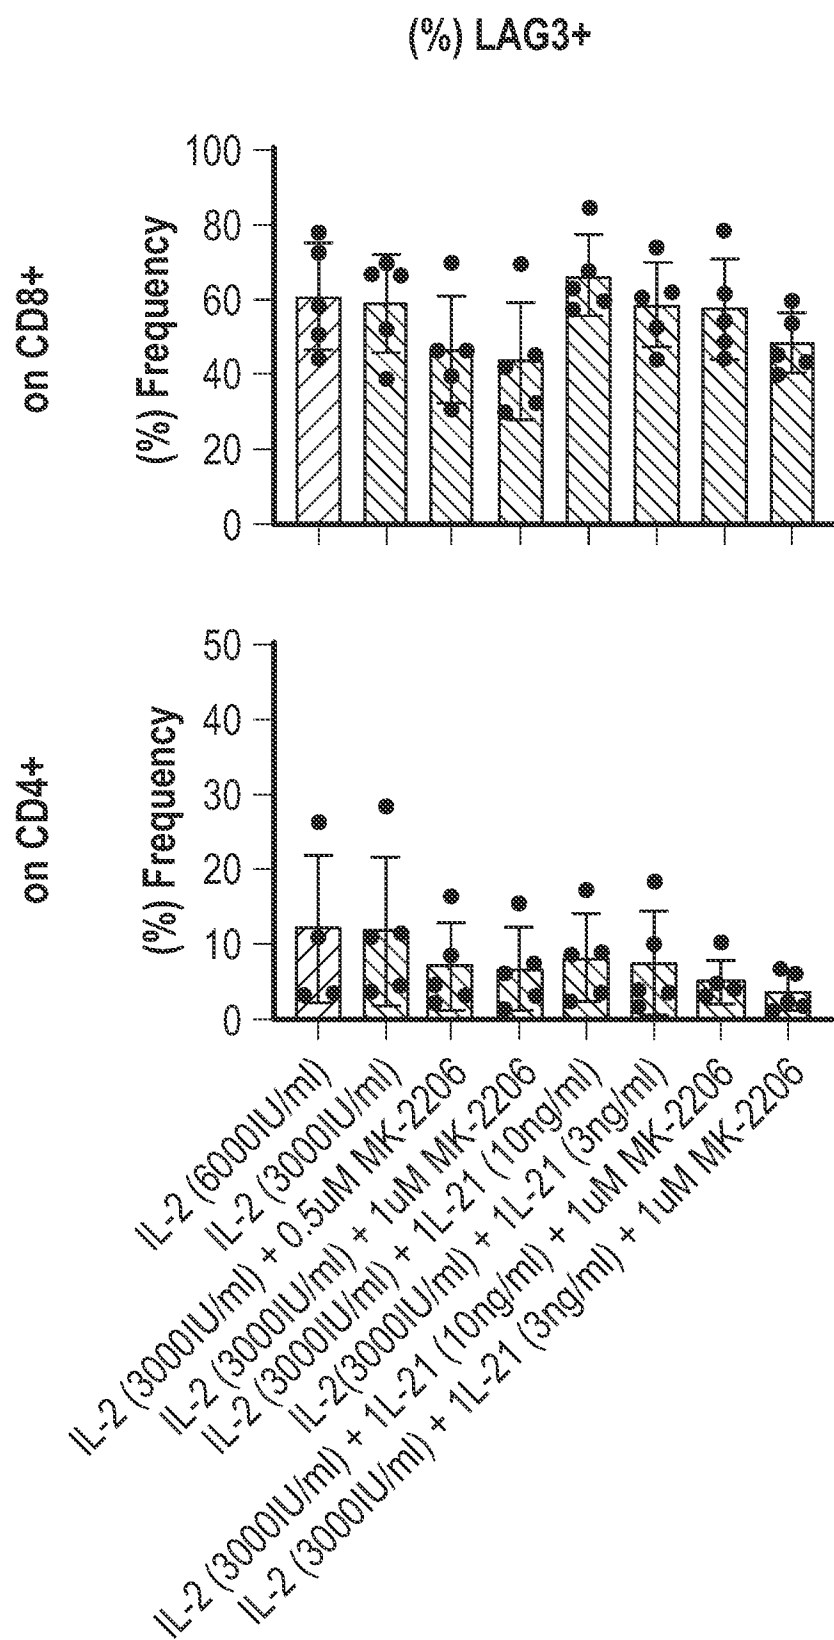 (%) LAG3+
on CD8+
(%) Frequency
100
80
60
40
20
0
on CD4+
(%) Frequency
50
40
30
20
10
0
IL-2 (6000IU/ml)
IL-2 (3000IU/ml)
IL-2 (3000IU/ml) + 0.5uM MK-2206
IL-2 (3000IU/ml) + 1uM MK-2206
IL-2 (3000IU/ml) + 1L-21 (10ng/ml)
IL-2(3000IU/ml) + 1L-21 (3ng/ml)
IL-2 (3000IU/ml) + 1L-21 (10ng/ml) + 1uM MK-2206
IL-2 (3000IU/ml) + 1L-21 (3ng/ml) + 1uM MK-2206